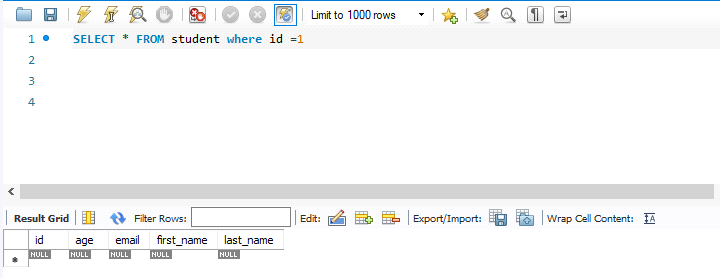 Limit to 1000 rows
1 SELECT * FROM student where id =1
2
3
4
Result Grid Filter Rows: Edit: Export/Import: Wrap Cell Content:
id age email first_name last_name
* NULL NULL NULL NULL NULL